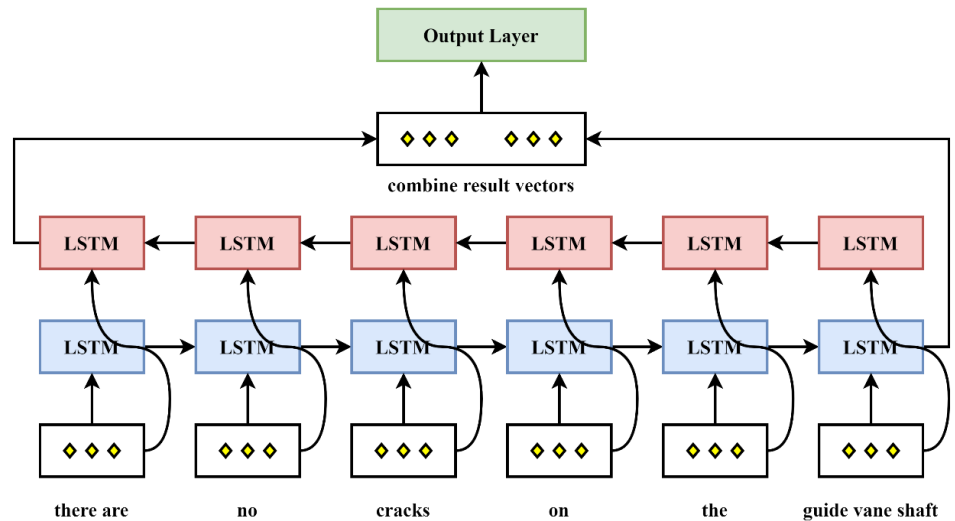 Output Layer
combine result vectors
LSTM LSTM LSTM LSTM LSTM LSTM
LSTM LSTM LSTM LSTM LSTM LSTM
there are no cracks on the guide vane shaft